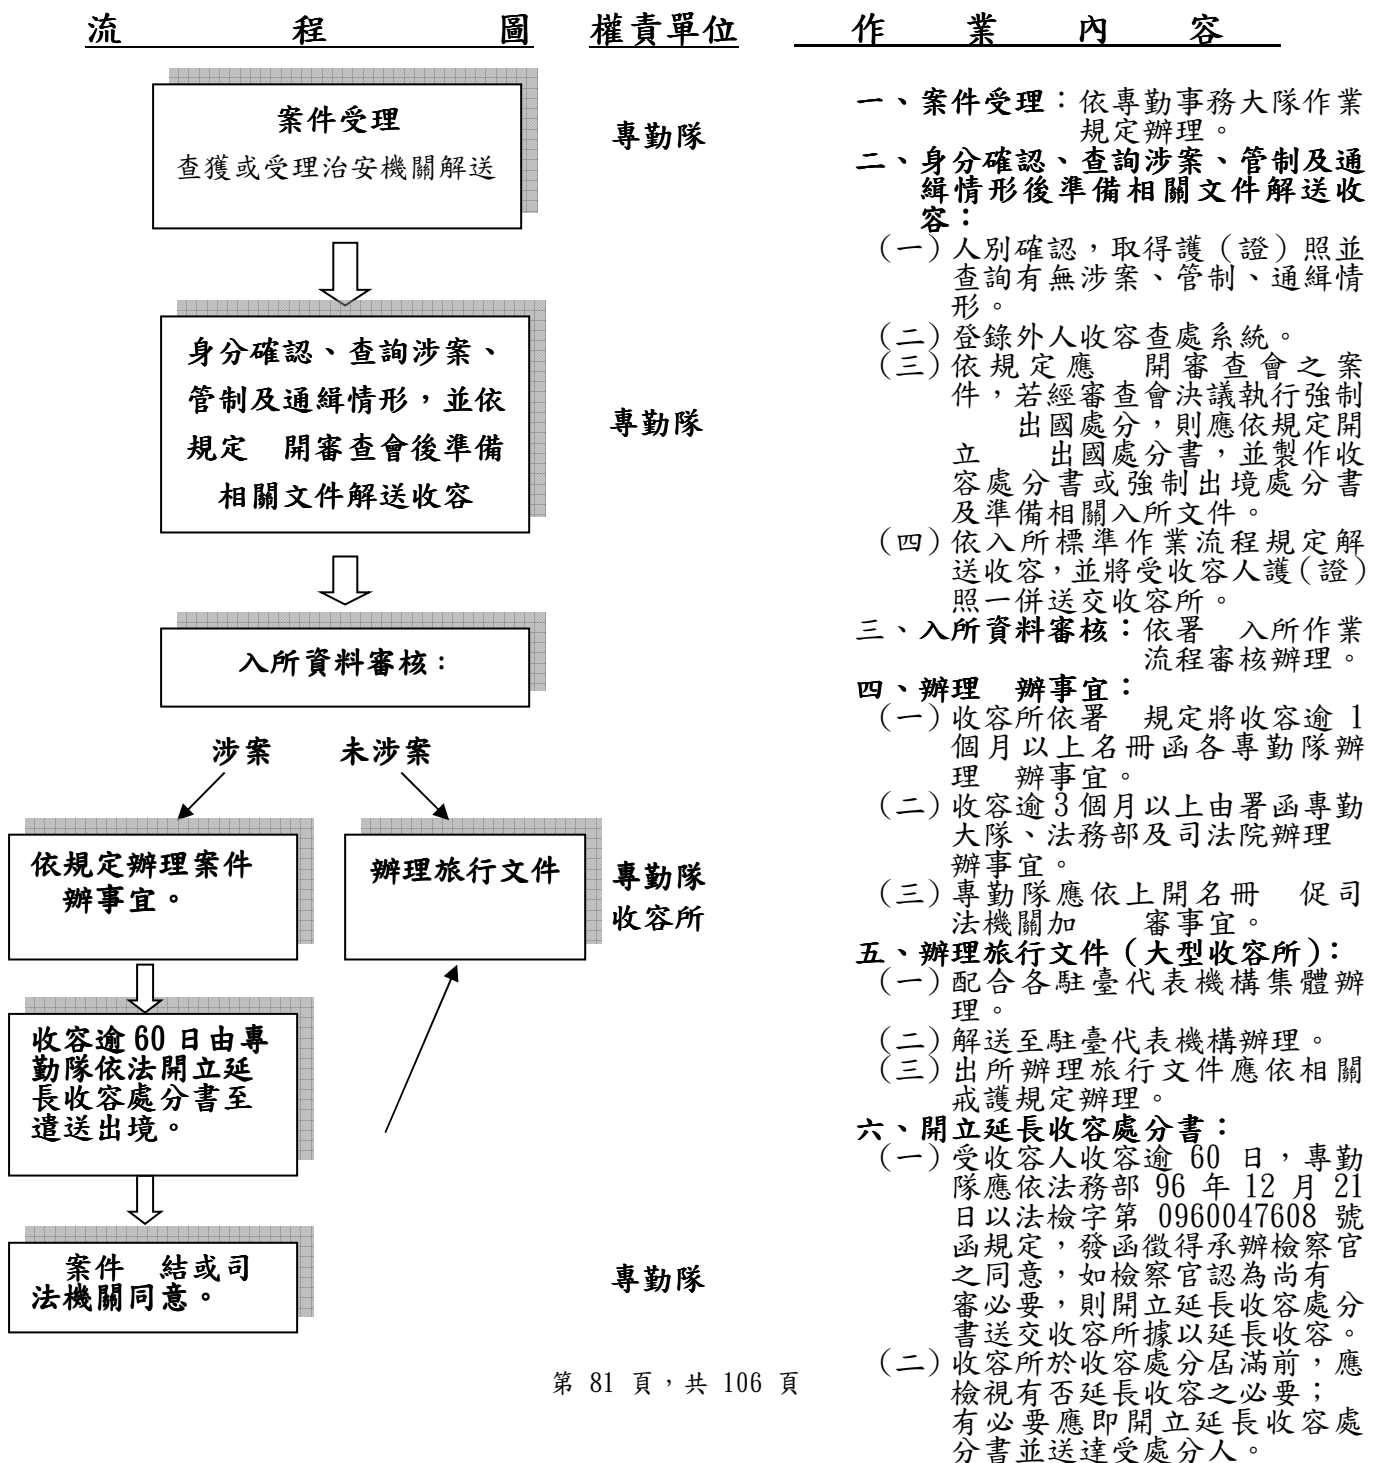 流程圖
權責單位
作業內容
案件受理
查獲或受理治安機關解送
專勤隊
身分確認、查詢涉案、
管制及通緝情形，並依
規定　開審查會後準備
相關文件解送收容
專勤隊
入所資料審核：
涉案
未涉案
依規定辦理案件
辦事宜。
辦理旅行文件
專勤隊
收容所
收容逾60日由專
勤隊依法開立延
長收容處分書至
遣送出境。
案件　結或司
法機關同意。
專勤隊
一、案件受理：依專勤事務大隊作業
規定辦理。
二、身分確認、查詢涉案、管制及通
緝情形後準備相關文件解送收
容：
（一）人別確認，取得護（證）照並
查詢有無涉案、管制、通緝情
形。
（二）登錄外人收容查處系統。
（三）依規定應　開審查會之案
件，若經審查會決議執行強制
出國處分，則應依規定開
立　　出國處分書，並製作收
容處分書或強制出境處分書
及準備相關入所文件。
（四）依入所標準作業流程規定解
送收容，並將受收容人護（證）
照一併送交收容所。
三、入所資料審核：依署　入所作業
流程審核辦理。
四、辦理　辦事宜：
（一）收容所依署　規定將收容逾 1
個月以上名冊函各專勤隊辦
理　辦事宜。
（二）收容逾 3 個月以上由署函專勤
大隊、法務部及司法院辦理
辦事宜。
（三）專勤隊應依上開名冊　促司
法機關加　　審事宜。
五、辦理旅行文件（大型收容所）：
（一）配合各駐臺代表機構集體辦
理。
（二）解送至駐臺代表機構辦理。
（三）出所辦理旅行文件應依相關
戒護規定辦理。
六、開立延長收容處分書：
（一）受收容人收容逾 60 日，專勤
隊應依法務部 96 年 12 月 21
日以法檢字第 0960047608 號
函規定，發函徵得承辦檢察官
之同意，如檢察官認為尚有
審必要，則開立延長收容處分
書送交收容所據以延長收容。
（二）收容所於收容處分屆滿前，應
檢視有否延長收容之必要；
有必要應即開立延長收容處
分書並送達受處分人。
第 81 頁，共 106 頁